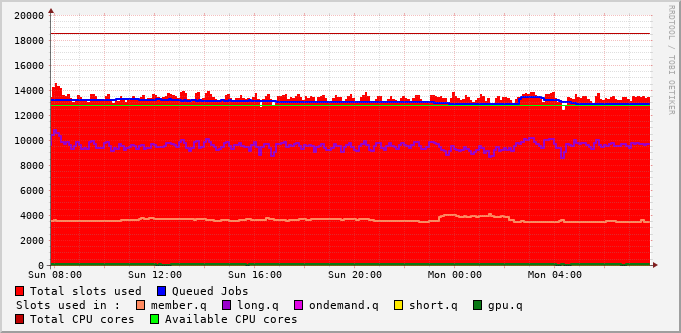 20000
18000
16000
14000
12000
10000
8000
6000
4000
2000
0
Sun 08:00 Sun 12:00 Sun 16:00 Sun 20:00 Mon 00:00 Mon 04:00
RRDTOOL / TOBI OETIKER
Total slots used Queued Jobs
Slots used in : member.q long.q ondemand.q short.q gpu.q
Total CPU cores Available CPU cores